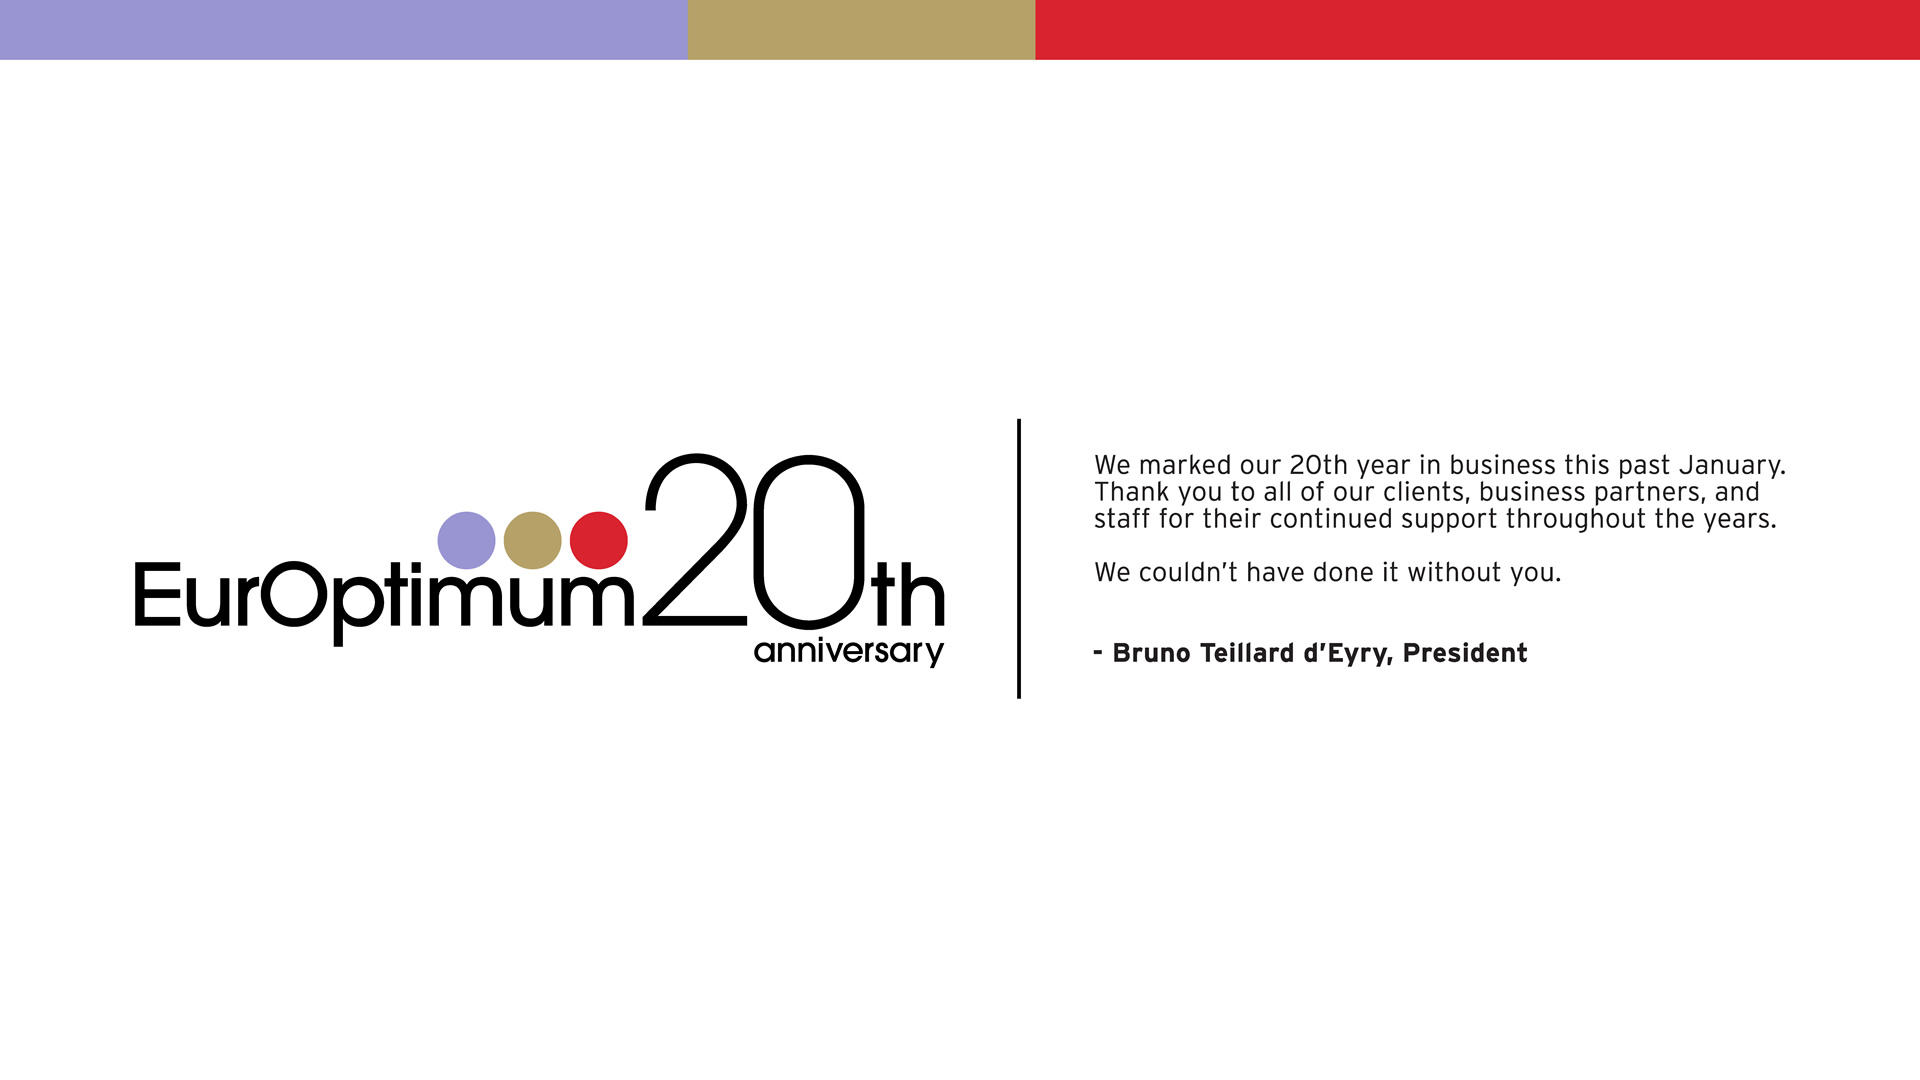 EurOptimum 20th
anniversary
We marked our 20th year in business this past January.
Thank you to all of our clients, business partners, and
staff for their continued support throughout the years.
We couldn’t have done it without you.
- Bruno Teillard d’Eyry, President